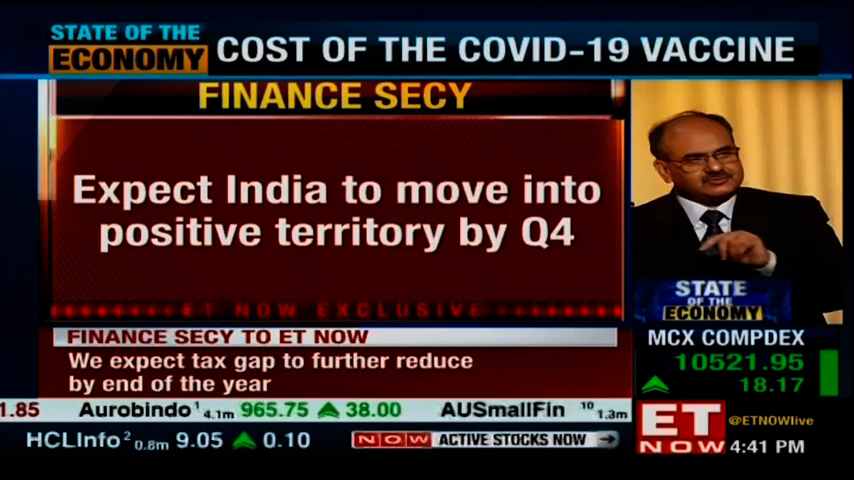 STATE OF THE
ECONOMY
COST OF THE COVID-19 VACCINE
FINANCE SECY
Expect India to move into
positive territory by Q4
ET NOW EXCLUSIVE
STATE
OF THE
ECONOMY
FINANCE SECY TO ET NOW
We expect tax gap to further reduce
by end of the year
MCX COMPDEX
10521.95
18.17
1.85 Aurobindo 1 4.1m 965.75 38.00 AUSmallFin 10 1.3m
HCLInfo 2 0.8m 9.05 0.10 NOW ACTIVE STOCKS NOW
ET
NOW
@ETNOWlive
4:41 PM